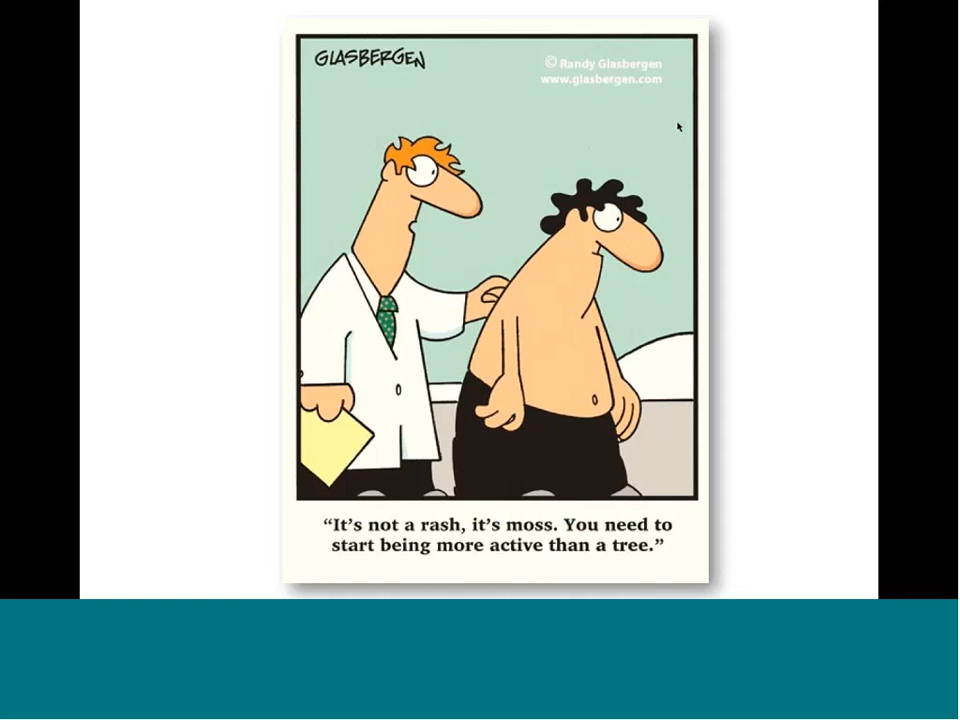 GLASBERGEN
© Randy Glasbergen
www.glasbergen.com
“It’s not a rash, it’s moss. You need to
start being more active than a tree.”